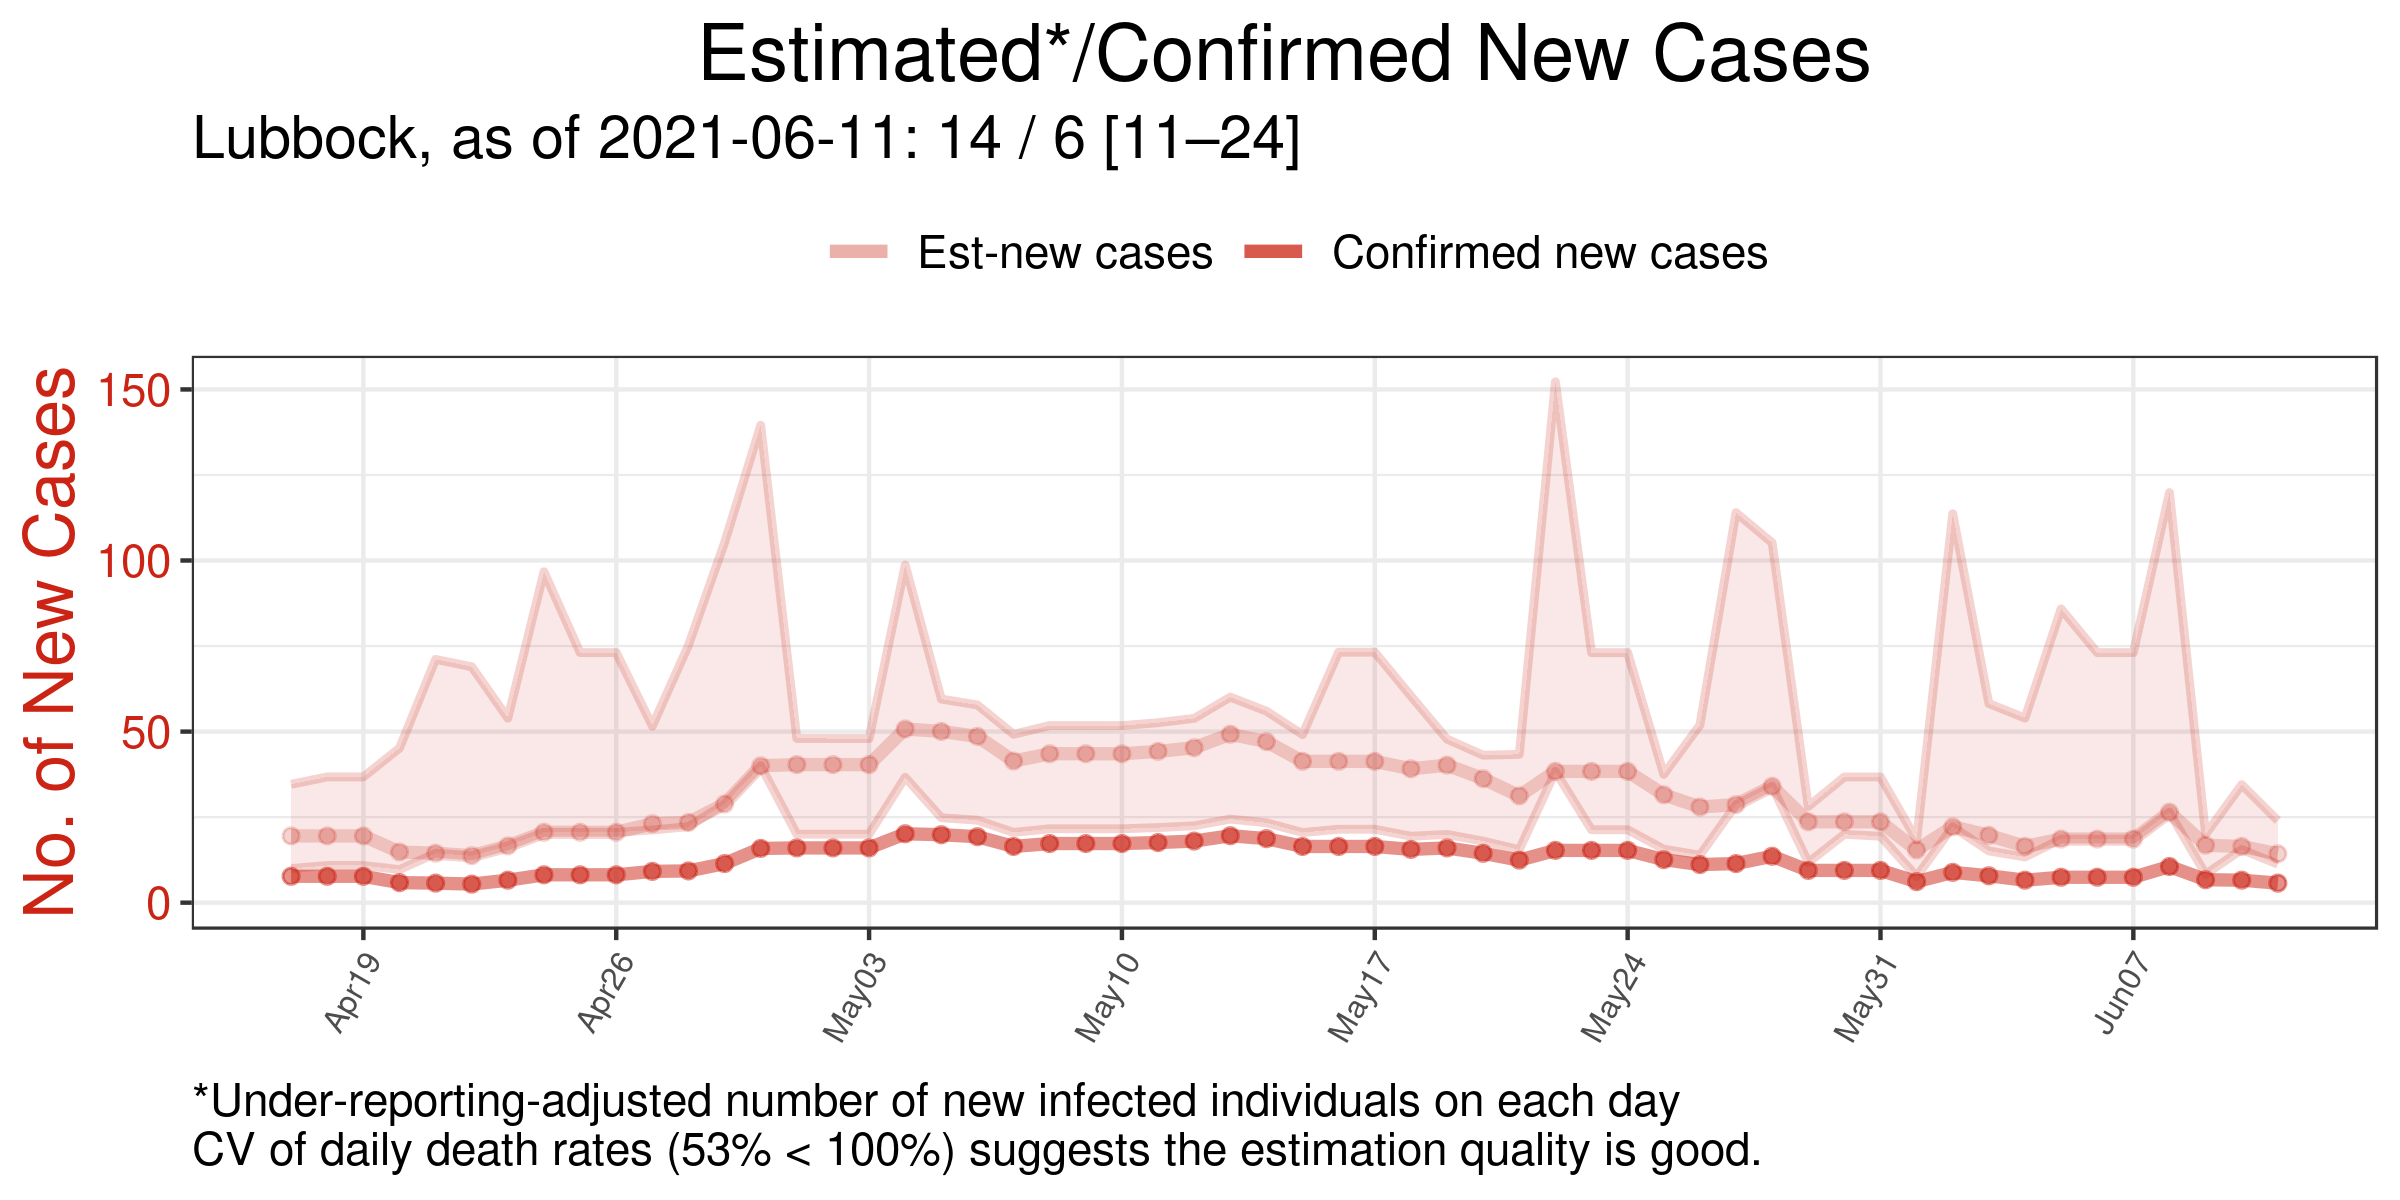 Estimated*/Confirmed New Cases
Lubbock, as of 2021-06-11: 14 / 6 [11–24]
Est-new cases
Confirmed new cases
No. of New Cases
150
100
50
0
Apr19
Apr26
May03
May10
May17
May24
May31
Jun07
*Under-reporting-adjusted number of new infected individuals on each day
CV of daily death rates (53% < 100%) suggests the estimation quality is good.